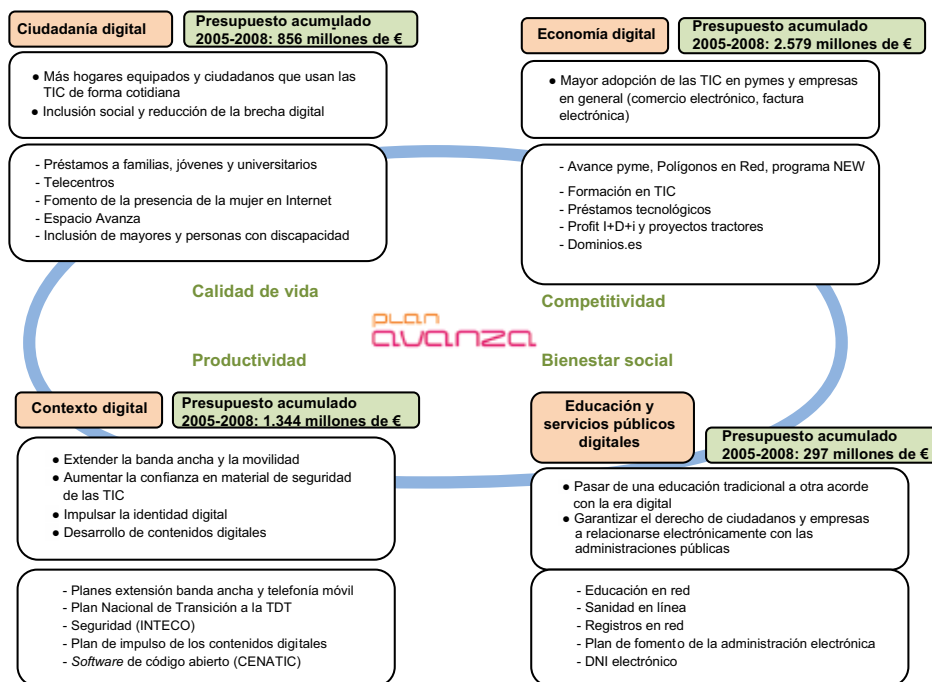 Ciudadanía digital
Presupuesto acumulado
2005-2008: 856 millones de €
● Más hogares equipados y ciudadanos que usan las
TIC de forma cotidiana
● Inclusión social y reducción de la brecha digital
- Préstamos a familias, jóvenes y universitarios
- Telecentros
- Fomento de la presencia de la mujer en Internet
- Espacio Avanza
- Inclusión de mayores y personas con discapacidad
Economía digital
Presupuesto acumulado
2005-2008: 2.579 millones de €
● Mayor adopción de las TIC en pymes y empresas
en general (comercio electrónico, factura
electrónica)
- Avance pyme, Polígonos en Red, programa NEW
- Formación en TIC
- Préstamos tecnológicos
- Profit I+D+i y proyectos tractores
- Dominios.es
Calidad de vida
Competitividad
plan
avanza
Productividad
Bienestar social
Contexto digital
Presupuesto acumulado
2005-2008: 1.344 millones de €
● Extender la banda ancha y la movilidad
● Aumentar la confianza en material de seguridad
de las TIC
● Impulsar la identidad digital
● Desarrollo de contenidos digitales
- Planes extensión banda ancha y telefonía móvil
- Plan Nacional de Transición a la TDT
- Seguridad (INTECO)
- Plan de impulso de los contenidos digitales
- Software de código abierto (CENATIC)
Educación y
servicios públicos
digitales
Presupuesto acumulado
2005-2008: 297 millones de €
● Pasar de una educación tradicional a otra acorde
con la era digital
● Garantizar el derecho de ciudadanos y empresas
a relacionarse electrónicamente con las
administraciones públicas
- Educación en red
- Sanidad en línea
- Registros en red
- Plan de fomento de la administración electrónica
- DNI electrónico